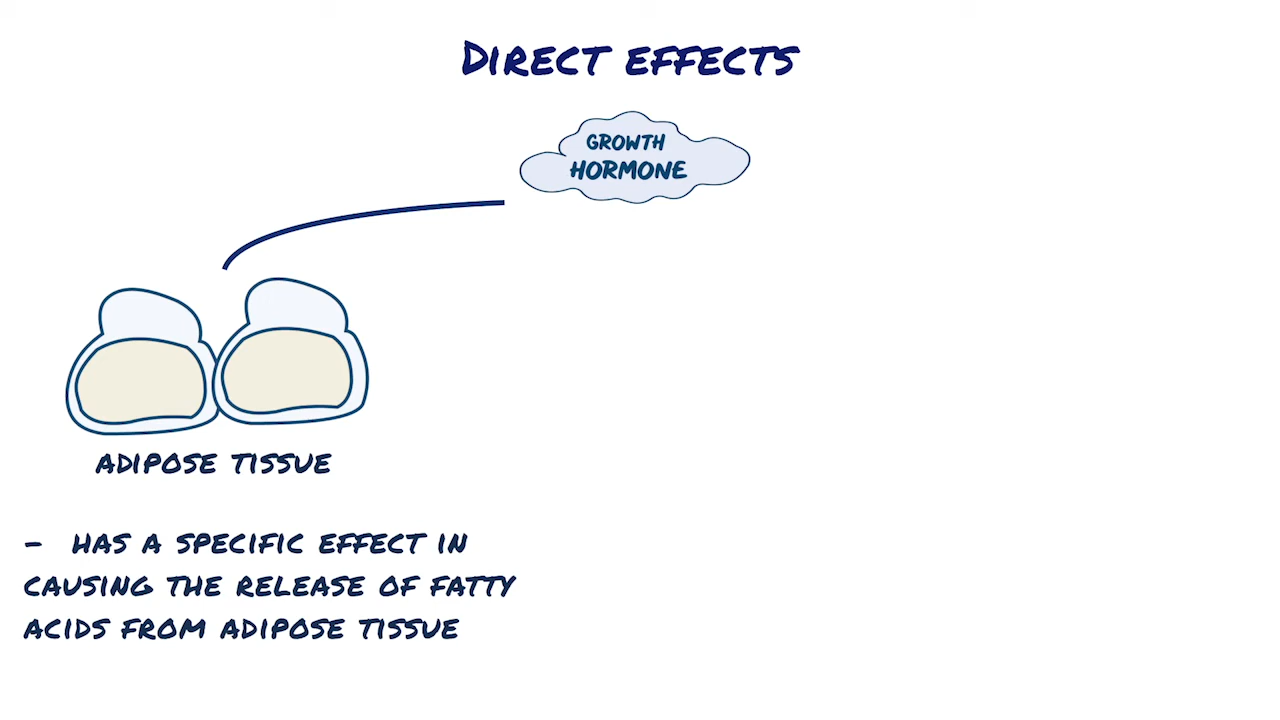 DIRECT EFFECTS
GROWTH
HORMONE
ADIPOSE TISSUE
- HAS A SPECIFIC EFFECT IN
CAUSING THE RELEASE OF FATTY
ACIDS FROM ADIPOSE TISSUE